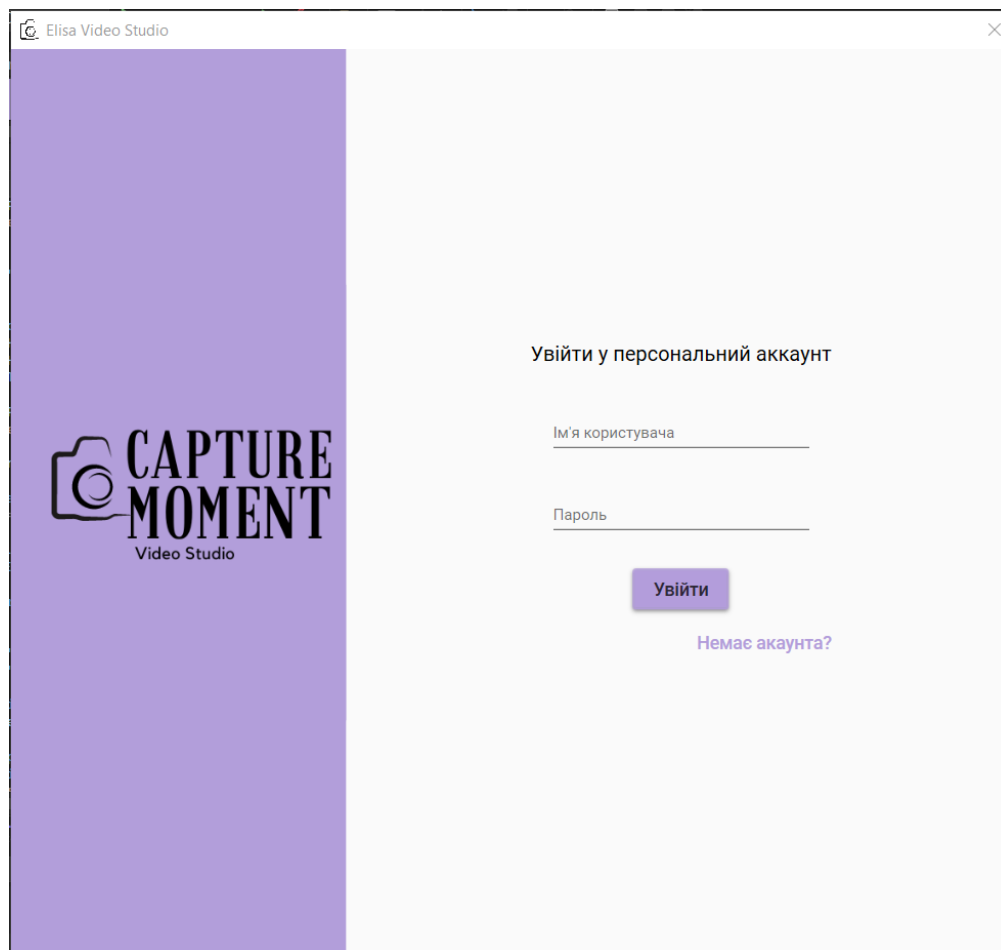 Elisa Video Studio
CAPTURE
MOMENT
Video Studio
Увійти у персональний аккаунт
Ім'я користувача
Пароль
Увійти
Немає акаунта?